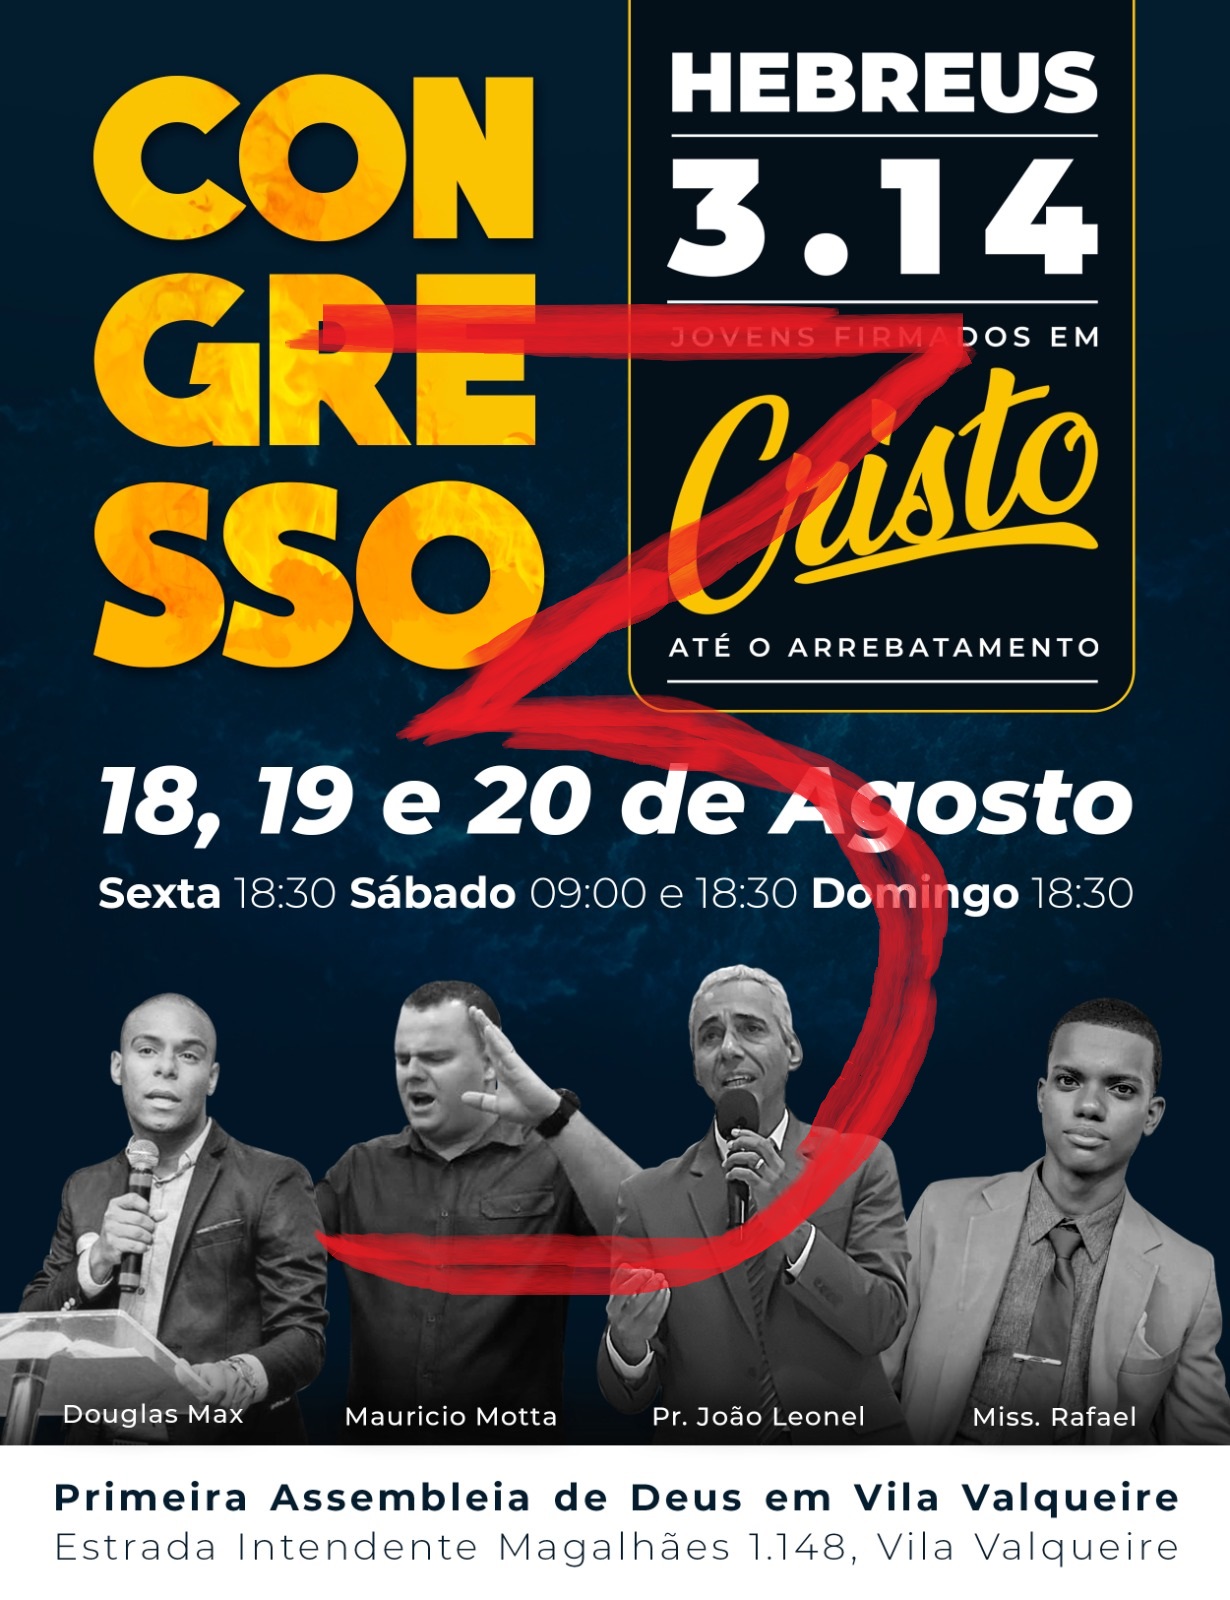 CON
GRE
SSO
HEBREUS
3.14
JOVENS FIRMADOS EM
Cristo
ATÉ O ARREBATAMENTO
3
18, 19 e 20 de Agosto
Sexta 18:30 Sábado 09:00 e 18:30 Domingo 18:30
Douglas Max
Mauricio Motta
Pr. João Leonel
Miss. Rafael
Primeira Assembleia de Deus em Vila Valqueire
Estrada Intendente Magalhães 1.148, Vila Valqueire